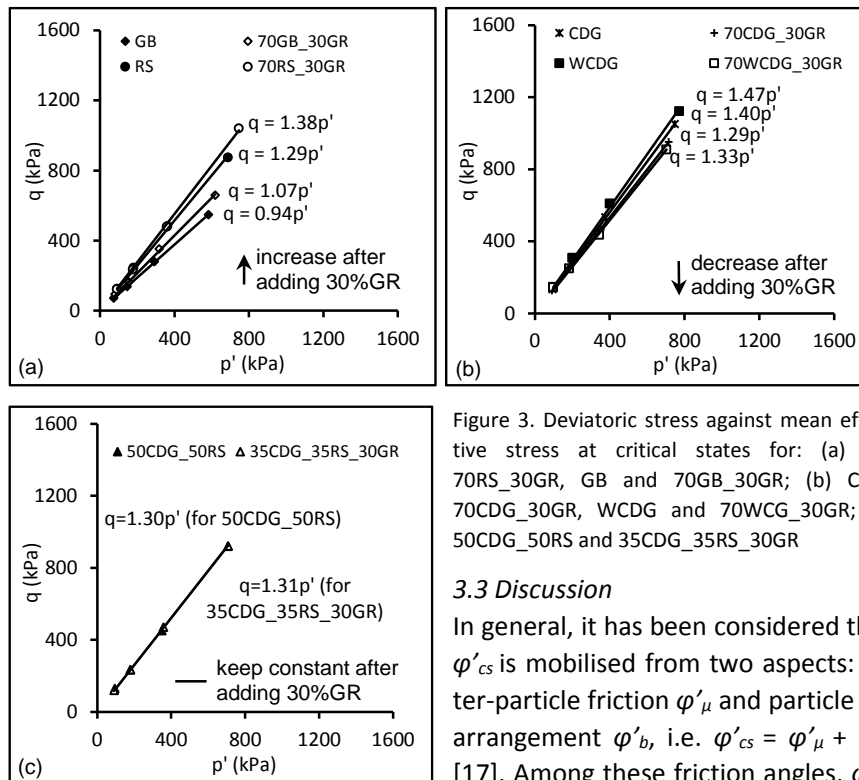 1600
◆ GB ◇ 70GB_30GR
● RS ○ 70RS_30GR
1200
q = 1.38p'
q = 1.29p'
q (kPa)
800
q = 1.07p'
q = 0.94p'
400
increase after
adding 30%GR
0
0 400 800 1200 1600
(a) p' (kPa)
1600
CDG + 70CDG_30GR
■ WCDG □ 70WCDG_30GR
1200
q = 1.47p'
q = 1.40p'
q = 1.29p'
q = 1.33p'
q (kPa)
800
400
decrease after
adding 30%GR
0
0 400 800 1200 1600
(b) p' (kPa)
1600
▲ 50CDG_50RS △ 35CDG_35RS_30GR
1200
q=1.30p' (for 50CDG_50RS)
q (kPa)
800
q=1.31p' (for
35CDG_35RS_30GR)
400
keep constant after
adding 30%GR
0
0 400 800 1200 1600
(c) p' (kPa)
Figure 3. Deviatoric stress against mean ef
tive stress at critical states for: (a)
70RS_30GR, GB and 70GB_30GR; (b) C
70CDG_30GR, WCDG and 70WCG_30GR;
50CDG_50RS and 35CDG_35RS_30GR
3.3 Discussion
In general, it has been considered th
φ'cs is mobilised from two aspects:
ter-particle friction φ'μ and particle
arrangement φ'b, i.e. φ'cs = φ'μ +
[17]. Among these friction angles,